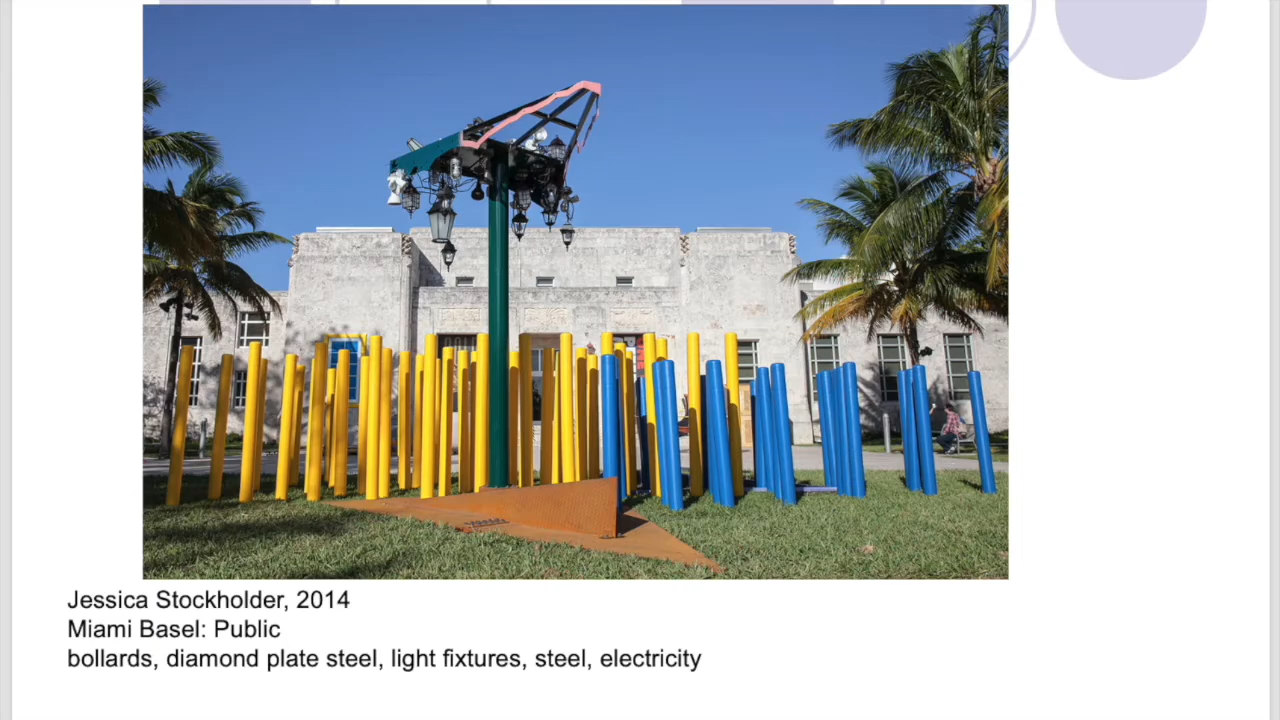 Jessica Stockholder, 2014
Miami Basel: Public
bollards, diamond plate steel, light fixtures, steel, electricity